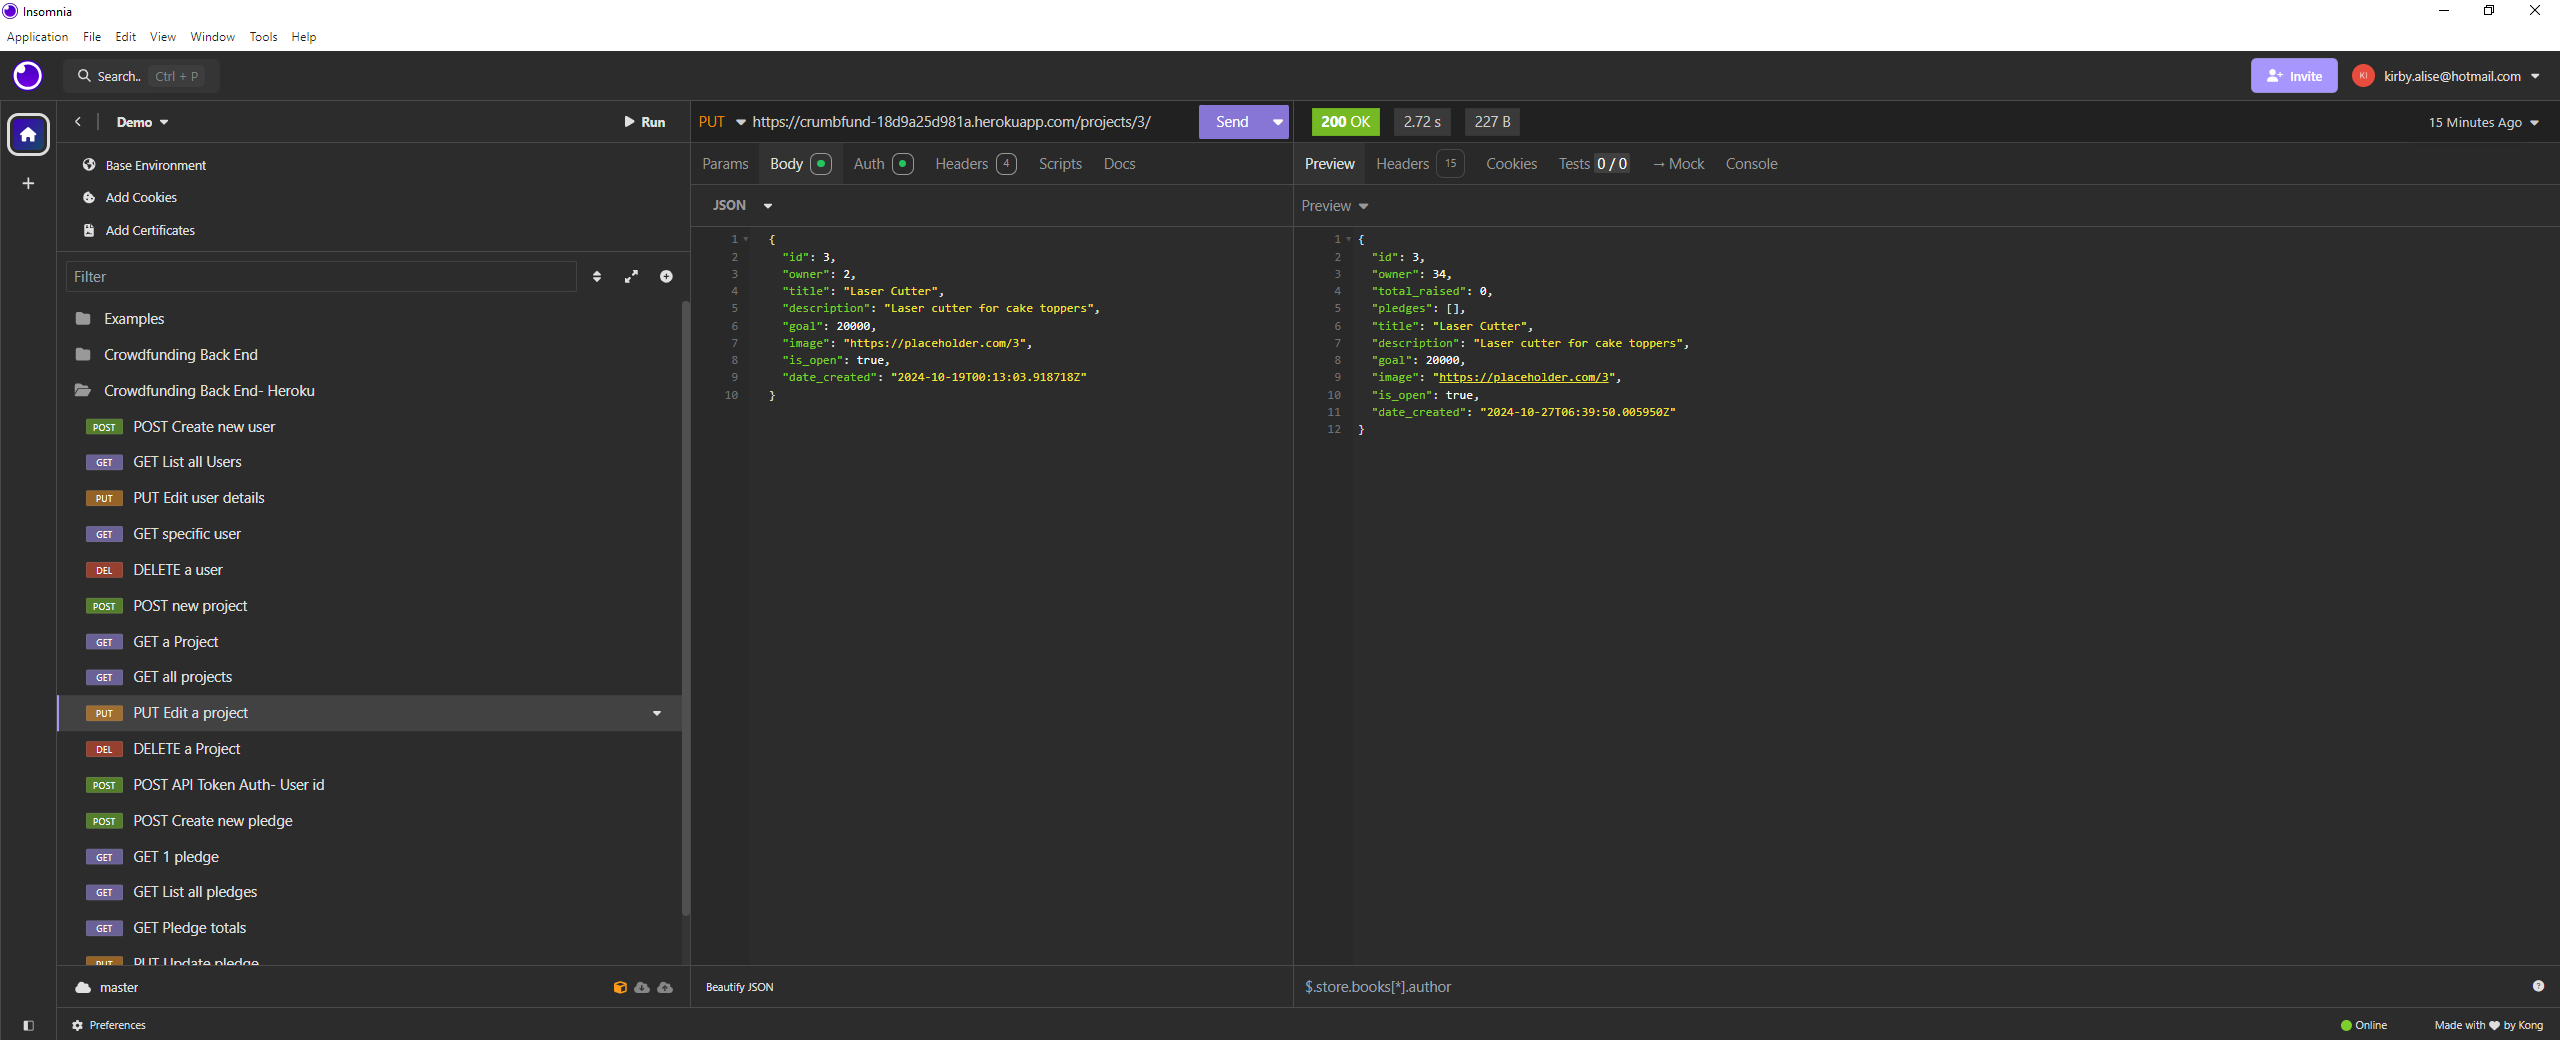 Insomnia
Application File Edit View Window Tools Help
Search.. Ctrl + P
Invite
KI kirby.alise@hotmail.com
Demo
Run
Base Environment
Add Cookies
Add Certificates
Filter
Examples
Crowdfunding Back End
Crowdfunding Back End- Heroku
POST POST Create new user
GET GET List all Users
PUT PUT Edit user details
GET GET specific user
DEL DELETE a user
POST POST new project
GET GET a Project
GET GET all projects
PUT PUT Edit a project
DEL DELETE a Project
POST POST API Token Auth- User id
POST POST Create new pledge
GET GET 1 pledge
GET GET List all pledges
GET GET Pledge totals
PUT PUT Update pledge
master
Preferences
PUT https://crumbfund-18d9a25d981a.herokuapp.com/projects/3/ Send
Params Body Auth Headers 4 Scripts Docs
JSON
1 {
2 "id": 3,
3 "owner": 2,
4 "title": "Laser Cutter",
5 "description": "Laser cutter for cake toppers",
6 "goal": 20000,
7 "image": "https://placeholder.com/3",
8 "is_open": true,
9 "date_created": "2024-10-19T00:13:03.918718Z"
10 }
Beautify JSON
200 OK 2.72 s 227 B 15 Minutes Ago
Preview Headers 15 Cookies Tests 0 / 0 → Mock Console
Preview
1 {
2 "id": 3,
3 "owner": 34,
4 "total_raised": 0,
5 "pledges": [],
6 "title": "Laser Cutter",
7 "description": "Laser cutter for cake toppers",
8 "goal": 20000,
9 "image": "https://placeholder.com/3",
10 "is_open": true,
11 "date_created": "2024-10-27T06:39:50.005950Z"
12 }
$.store.books[*].author
Online Made with ♥ by Kong